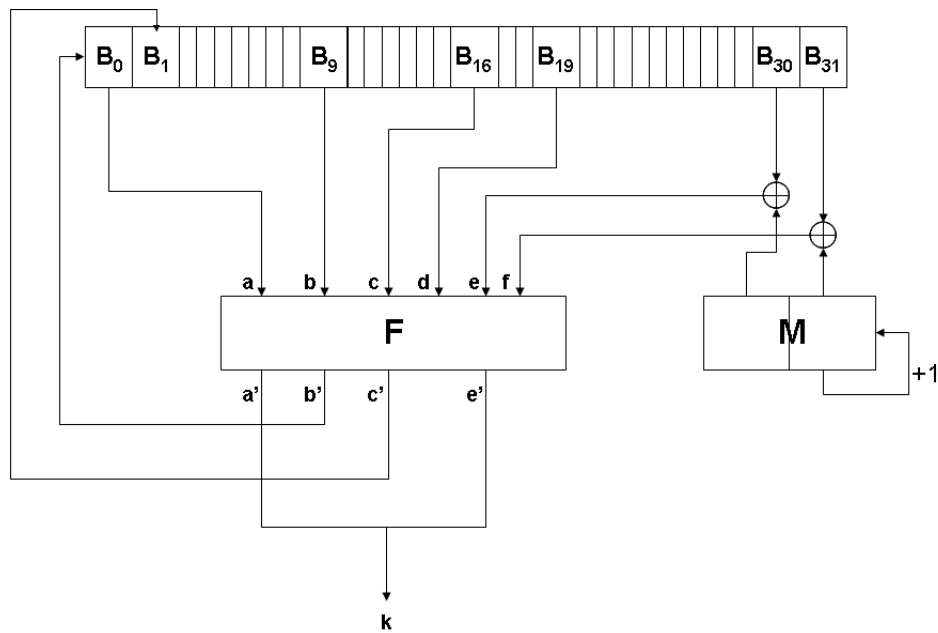 B0 B1 B9 B16 B19 B30 B31
a b c d e f
F M
a’ b’ c’ e’ +1
k